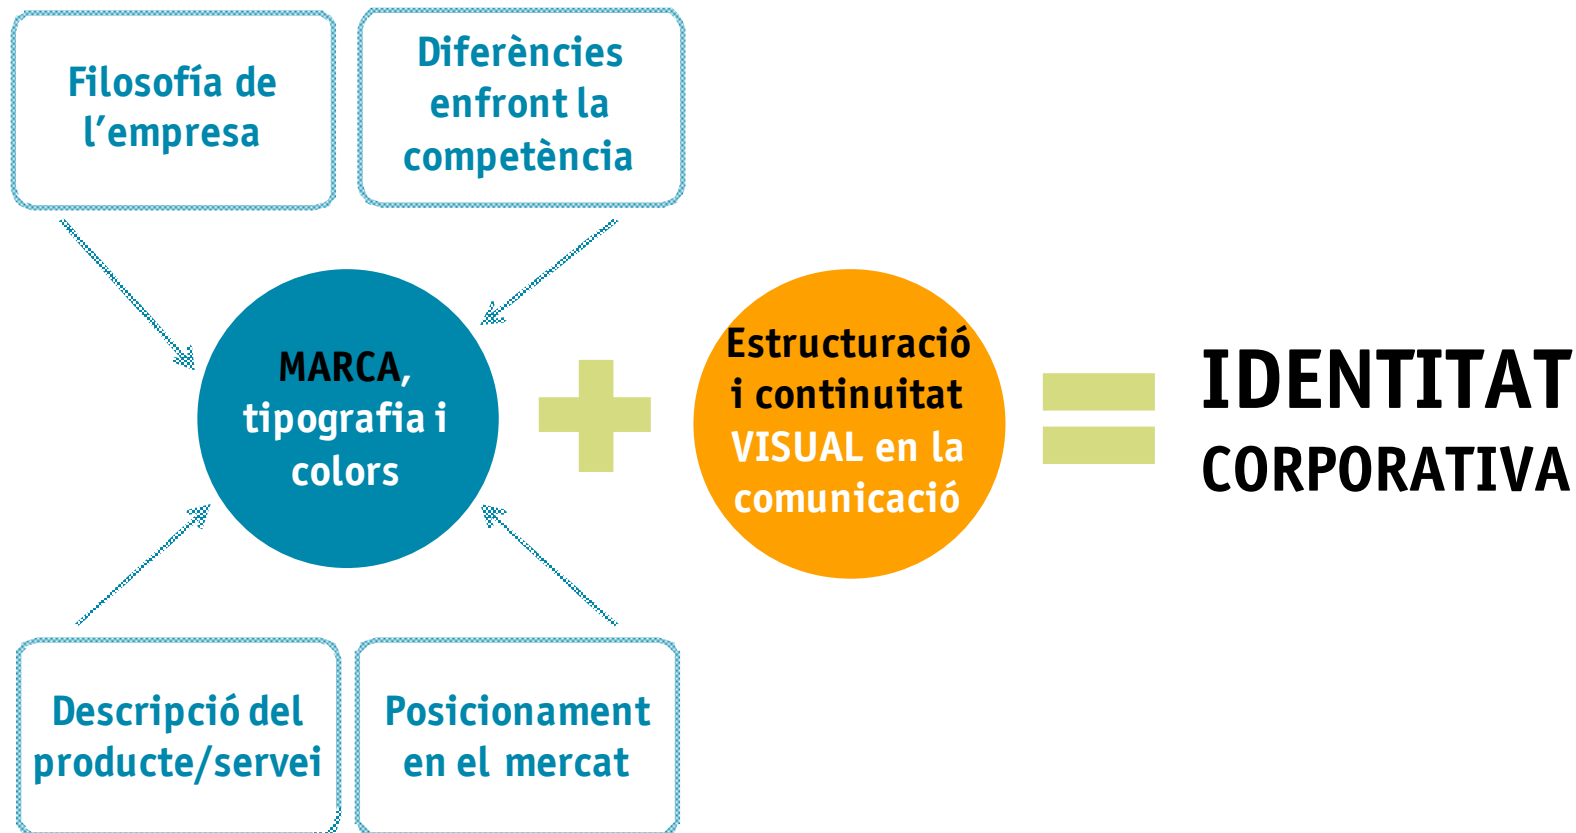 Filosofía de
l’empresa
Diferències
enfront la
competència
MARCA,
tipografia i
colors
Estructuració
i continuitat
VISUAL en la
comunicació
IDENTITAT
CORPORATIVA
Descripció del
producte/servei
Posicionament
en el mercat